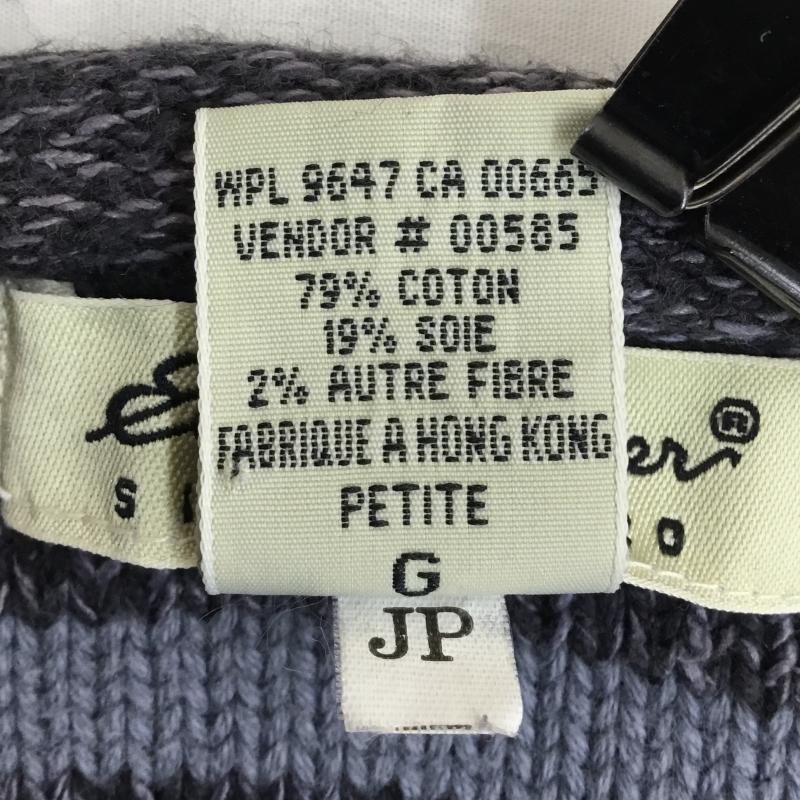 WPL 9647 CA 00665
VENDOR # 00585
79% COTON
19% SOIE
2% AUTRE FIBRE
FABRIQUE A HONG KONG
PETITE
G
JP